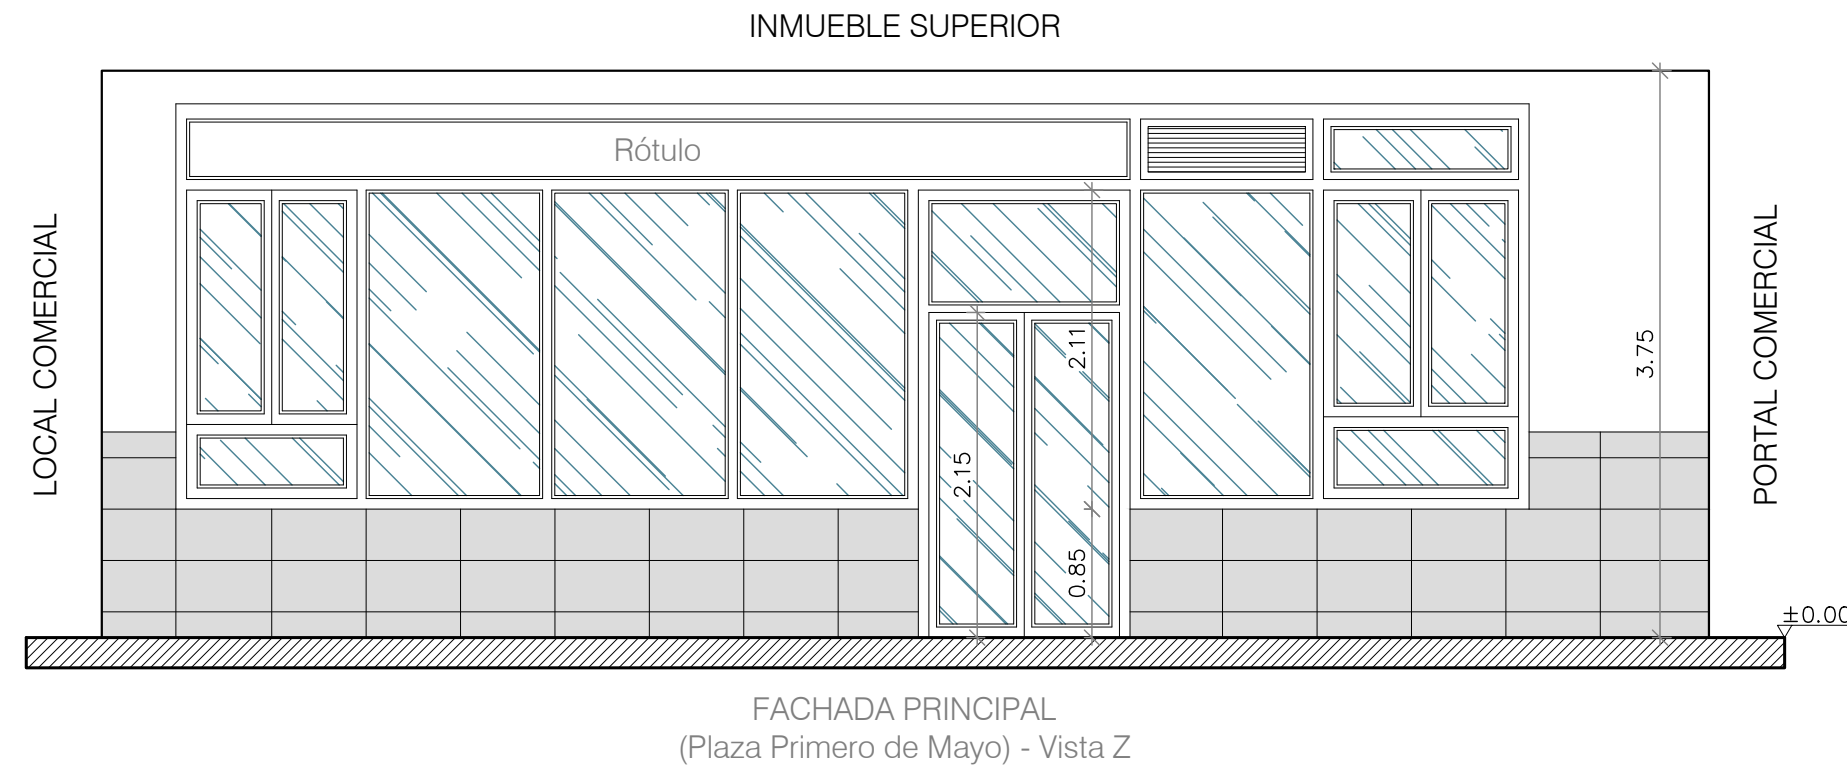 INMUEBLE SUPERIOR
Rótulo
LOCAL COMERCIAL
PORTAL COMERCIAL
2.11
3.75
2.15
0.85
±0.00
FACHADA PRINCIPAL
(Plaza Primero de Mayo) - Vista Z